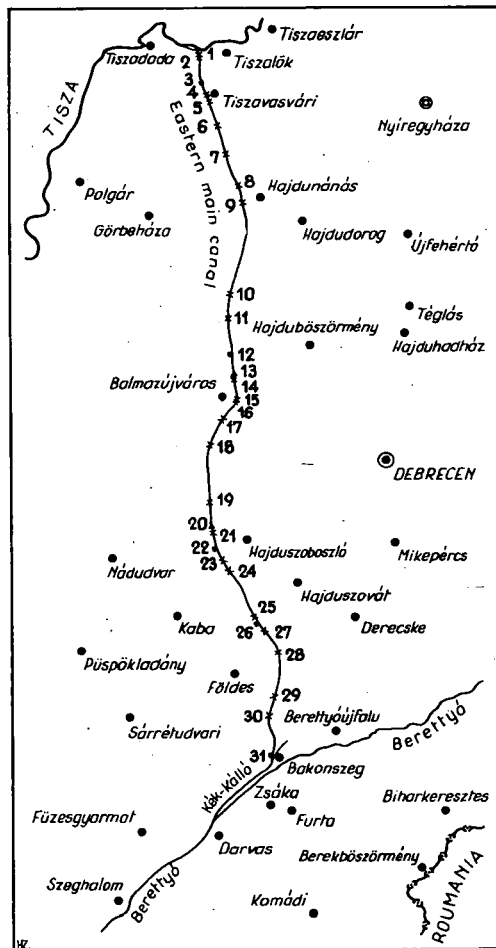 Tiszaeszlár
Tiszadada
2 1
Tiszalök
3
4 Tiszavasvári
5
Nyíregyháza
6
TISZA
Eastern main canal
7
8 Hajdunánás
Polgár
9
Görbeháza
Hajdudorog
Újfehértó
10
Téglás
11
Hajduböszörmény
Hajduhadház
12
13
14
Balmazújváros
15
16
17
18
DEBRECEN
19
20
21 Hajduszoboszló
Mikepércs
22
Nádudvar
23
24
Hajduszovát
25
Kaba
26 27
Derecske
Püspökladány
28
Földes
29
30
Sárrétudvari
Berettyóújfalu
Berettyó
31
Bakonszeg
Kék-Kálló
Zsáka
Furta
Biharkeresztes
Füzesgyarmat
Darvas
Berekböszörmény
Szeghalom
Berettyó
Komádi
ROUMANIA
HZ.